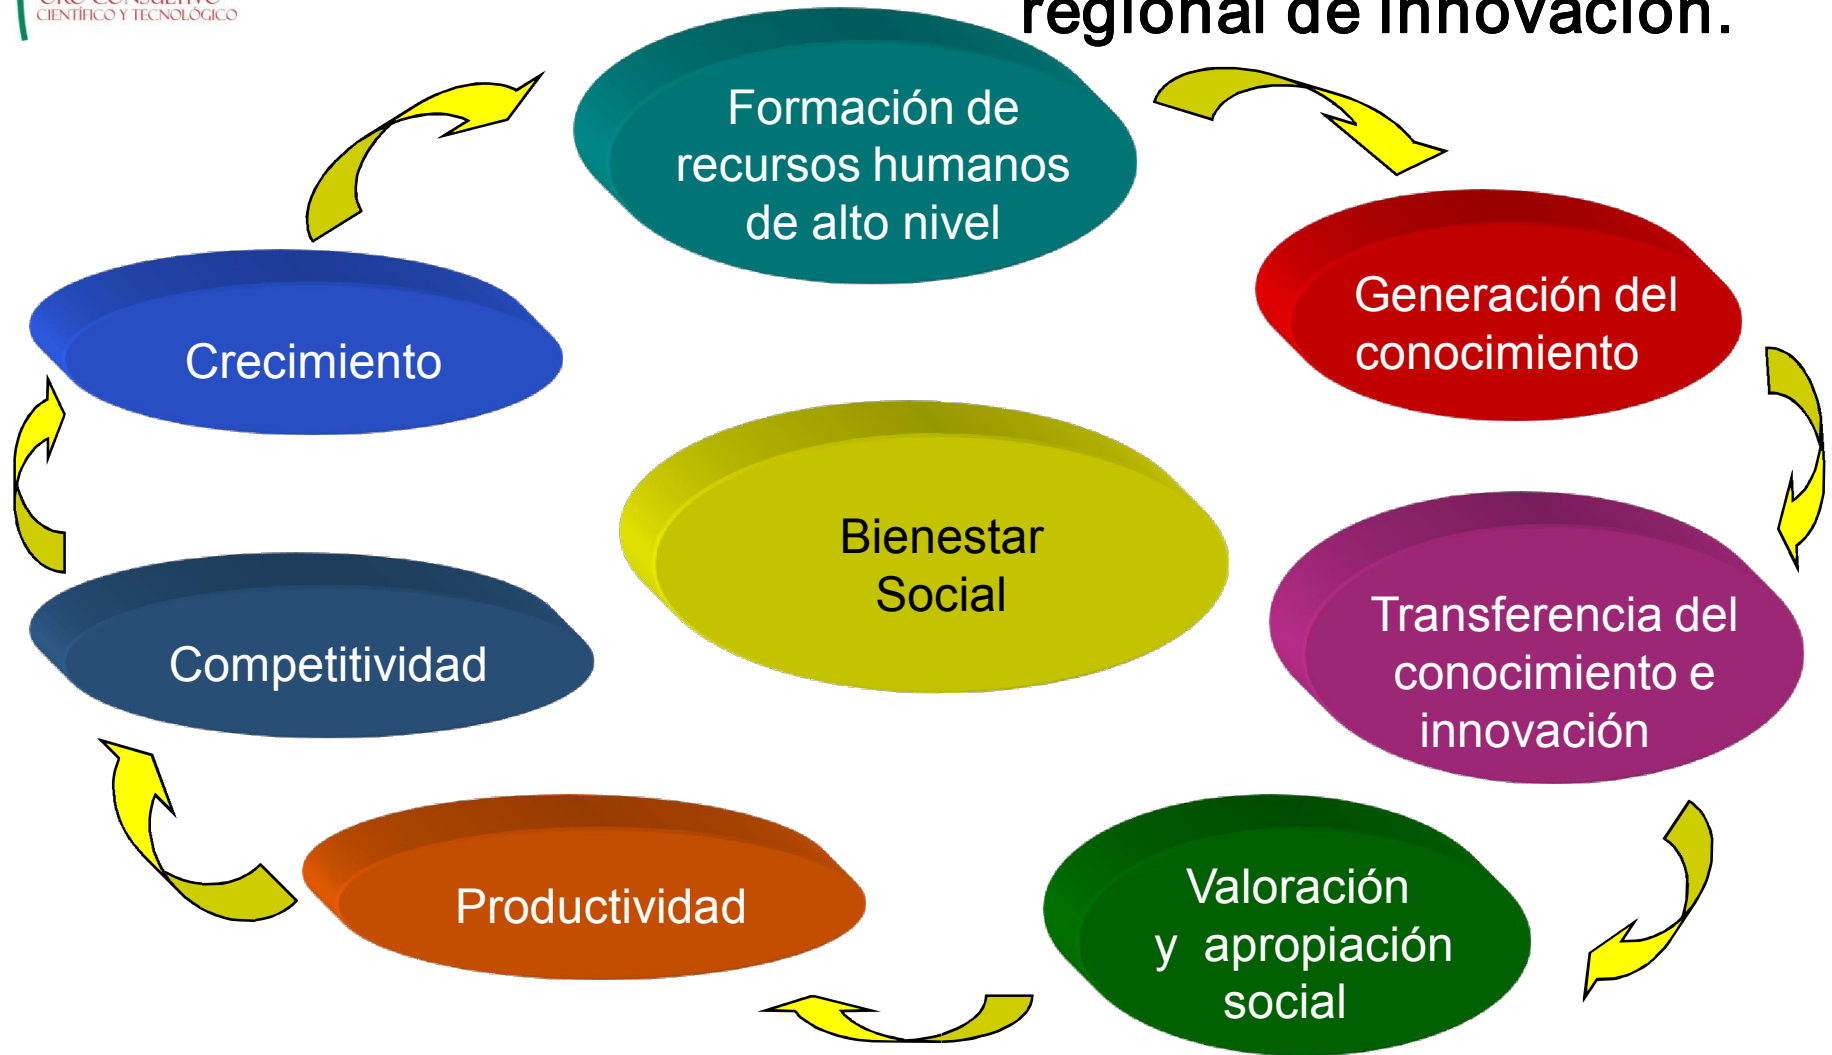 CIENTÍFICO Y TECNOLÓGICO
regional de innovación.
Formación de
recursos humanos
de alto nivel
Generación del
conocimiento
Transferencia del
conocimiento e
innovación
Valoración
y apropiación
social
Productividad
Competitividad
Crecimiento
Bienestar
Social